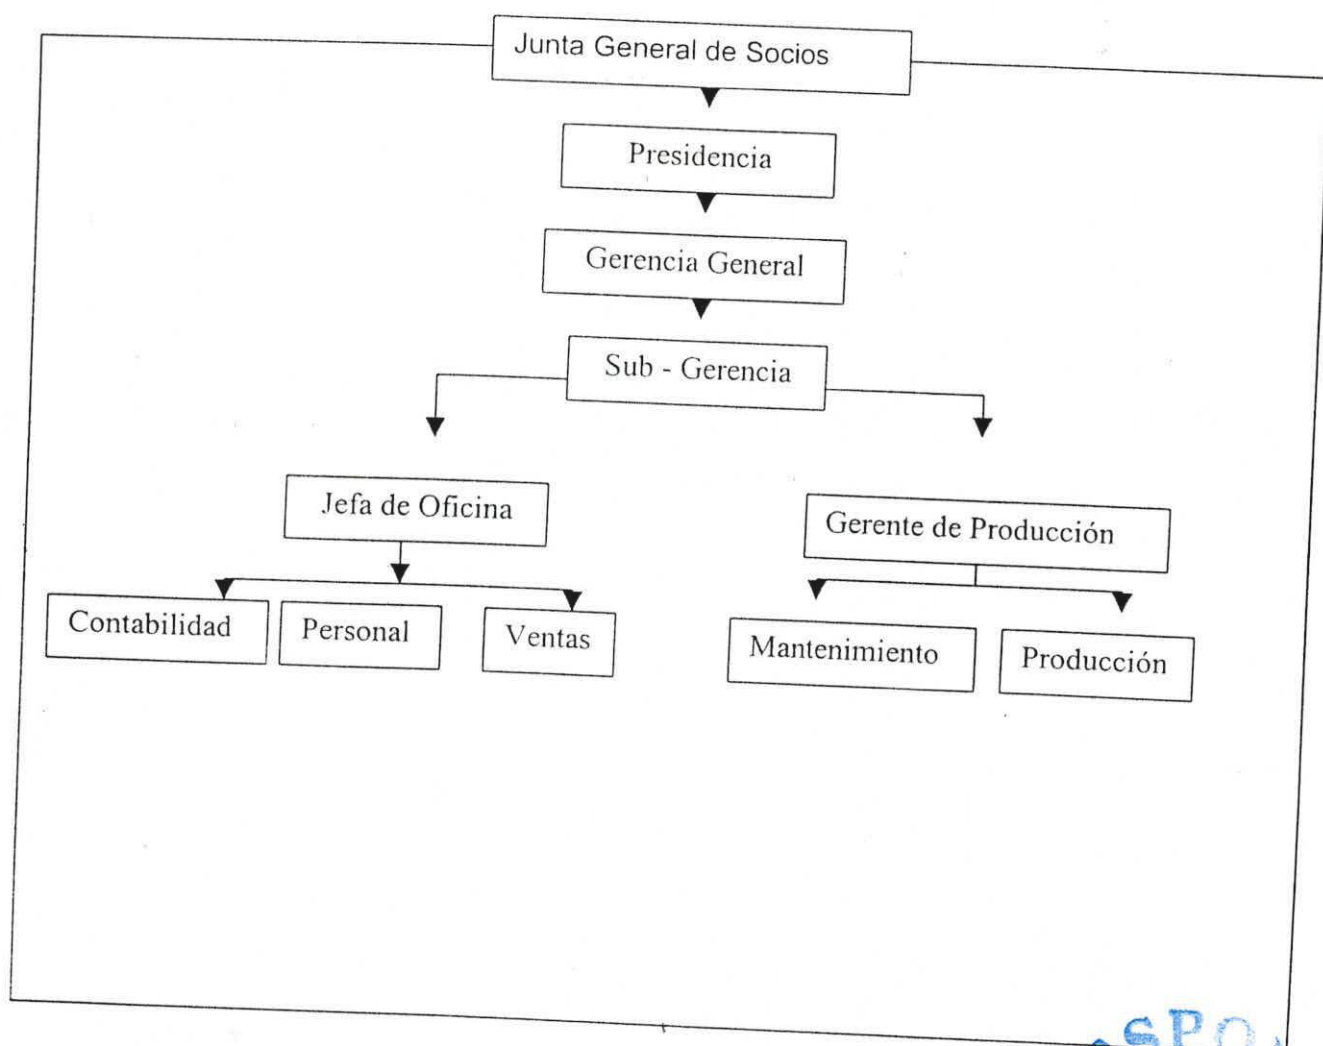 Junta General de Socios
Presidencia
Gerencia General
Sub - Gerencia
Jefa de Oficina
Gerente de Producción
Contabilidad
Personal
Ventas
Mantenimiento
Producción